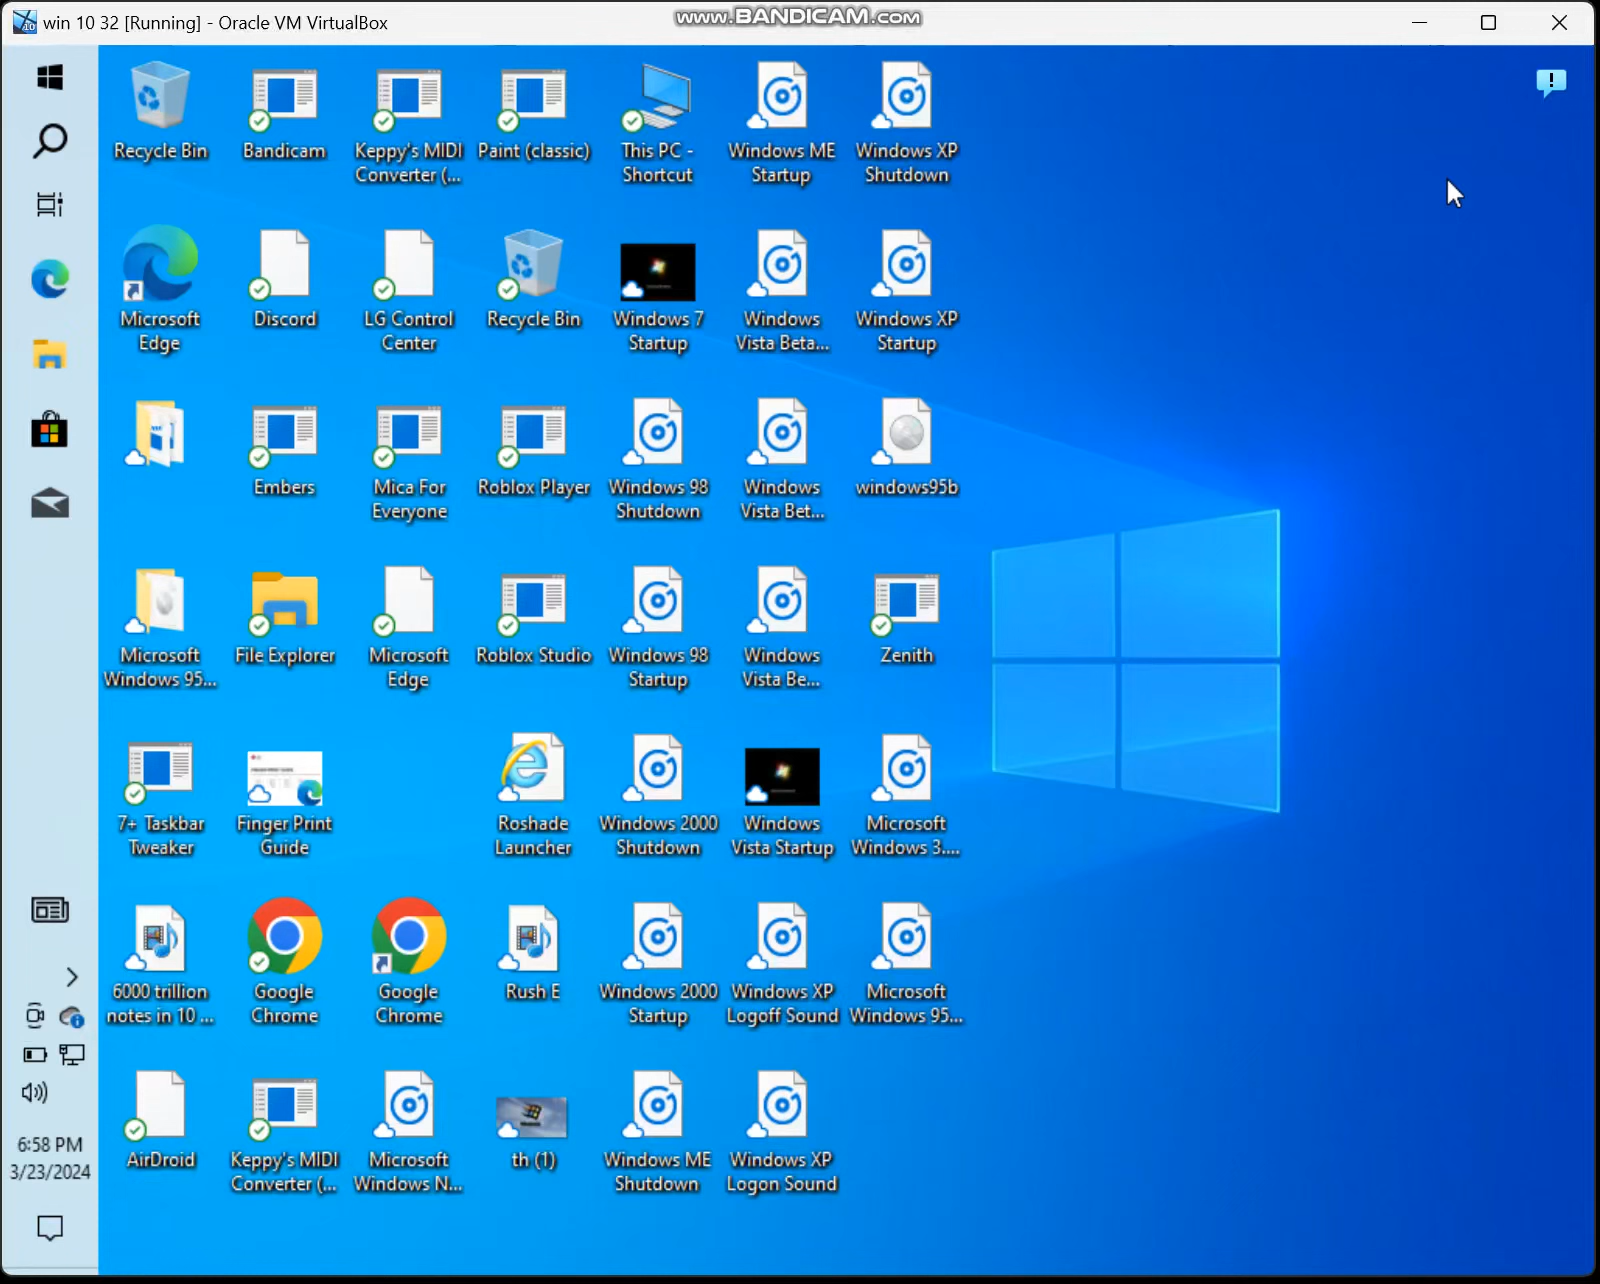 win 10 32 [Running] - Oracle VM VirtualBox
www.BANDICAM.com
Recycle Bin
Bandicam
Keppy's MIDI
Converter (...
Paint (classic)
This PC -
Shortcut
Windows ME
Startup
Windows XP
Shutdown
Microsoft
Edge
Discord
LG Control
Center
Recycle Bin
Windows 7
Startup
Windows
Vista Beta...
Windows XP
Startup
Embers
Mica For
Everyone
Roblox Player
Windows 98
Shutdown
Windows
Vista Bet...
windows95b
Microsoft
Windows 95...
File Explorer
Microsoft
Edge
Roblox Studio
Windows 98
Startup
Windows
Vista Be...
Zenith
7+ Taskbar
Tweaker
Finger Print
Guide
Roshade
Launcher
Windows 2000
Shutdown
Windows
Vista Startup
Microsoft
Windows 3....
6000 trillion
notes in 10 ...
Google
Chrome
Google
Chrome
Rush E
Windows 2000
Startup
Windows XP
Logoff Sound
Microsoft
Windows 95...
AirDroid
Keppy's MIDI
Converter (...
Microsoft
Windows N...
th (1)
Windows ME
Shutdown
Windows XP
Logon Sound
6:58 PM
3/23/2024